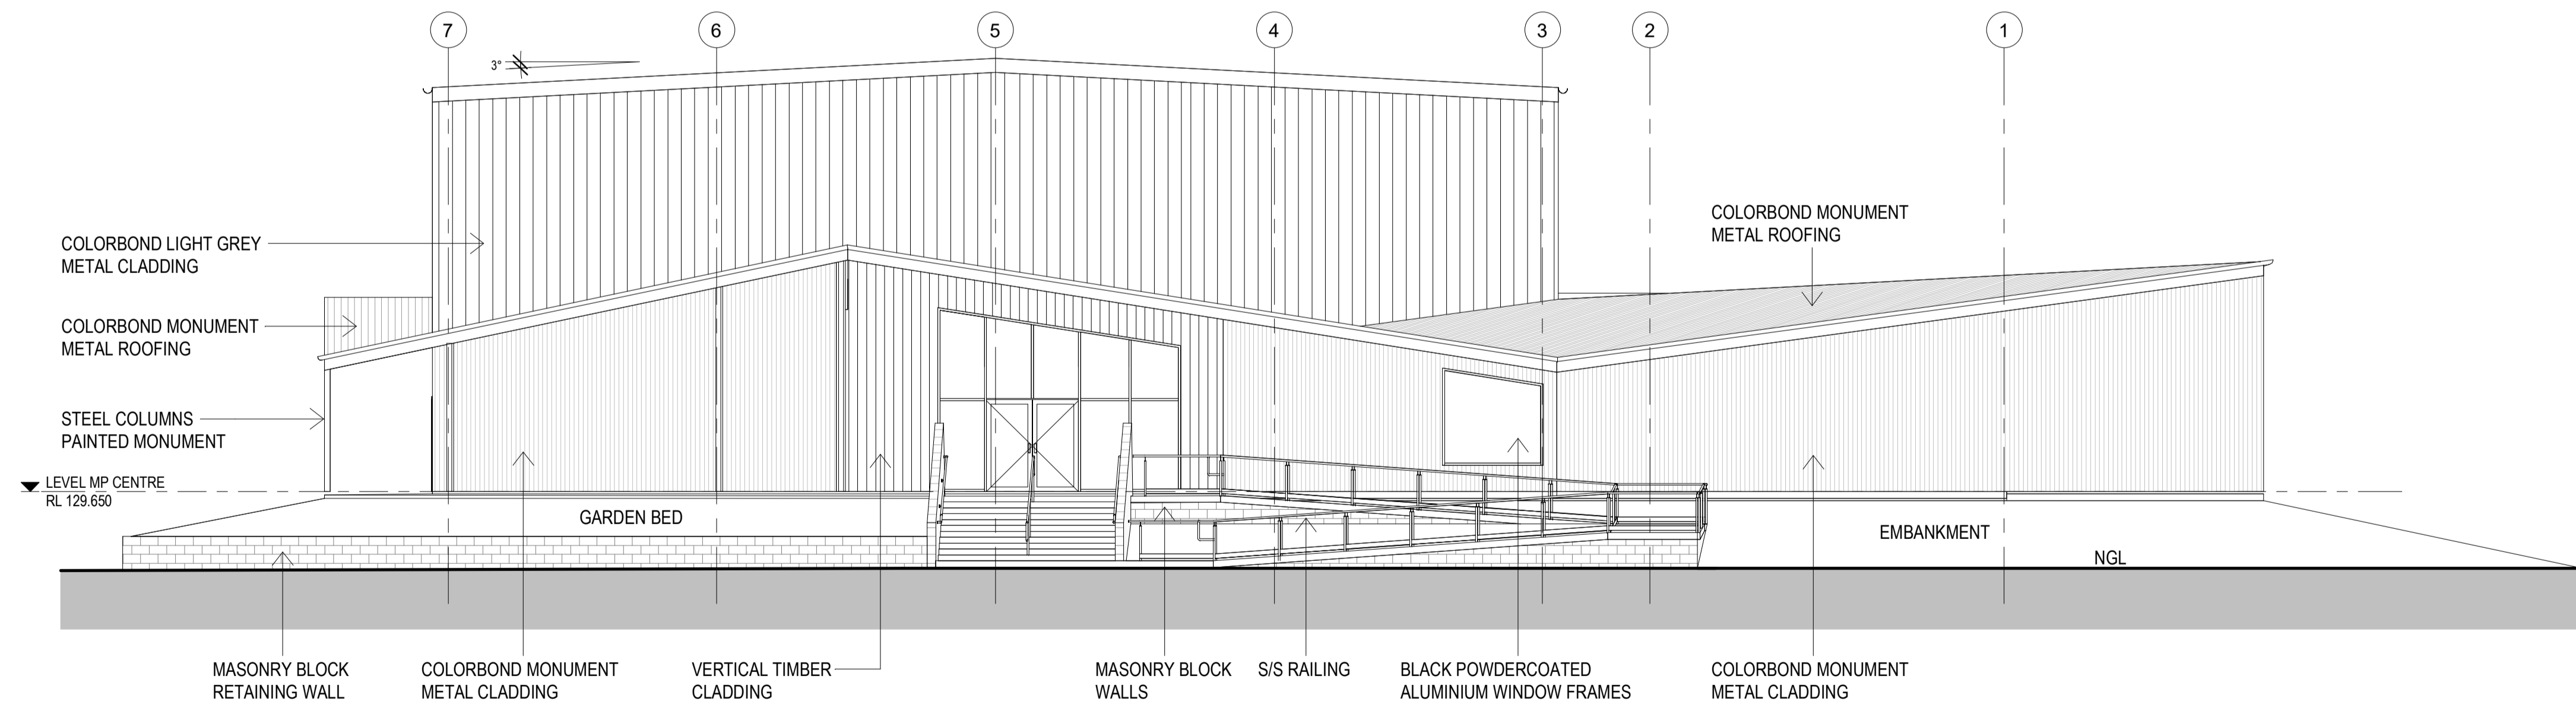 7 6 5 4 3 2 1
3°
COLORBOND LIGHT GREY
METAL CLADDING
COLORBOND MONUMENT
METAL ROOFING
COLORBOND MONUMENT
METAL ROOFING
STEEL COLUMNS
PAINTED MONUMENT
LEVEL MP CENTRE
RL 129.650
GARDEN BED
EMBANKMENT
NGL
MASONRY BLOCK
RETAINING WALL
COLORBOND MONUMENT
METAL CLADDING
VERTICAL TIMBER
CLADDING
MASONRY BLOCK
WALLS
S/S RAILING
BLACK POWDERCOATED
ALUMINIUM WINDOW FRAMES
COLORBOND MONUMENT
METAL CLADDING